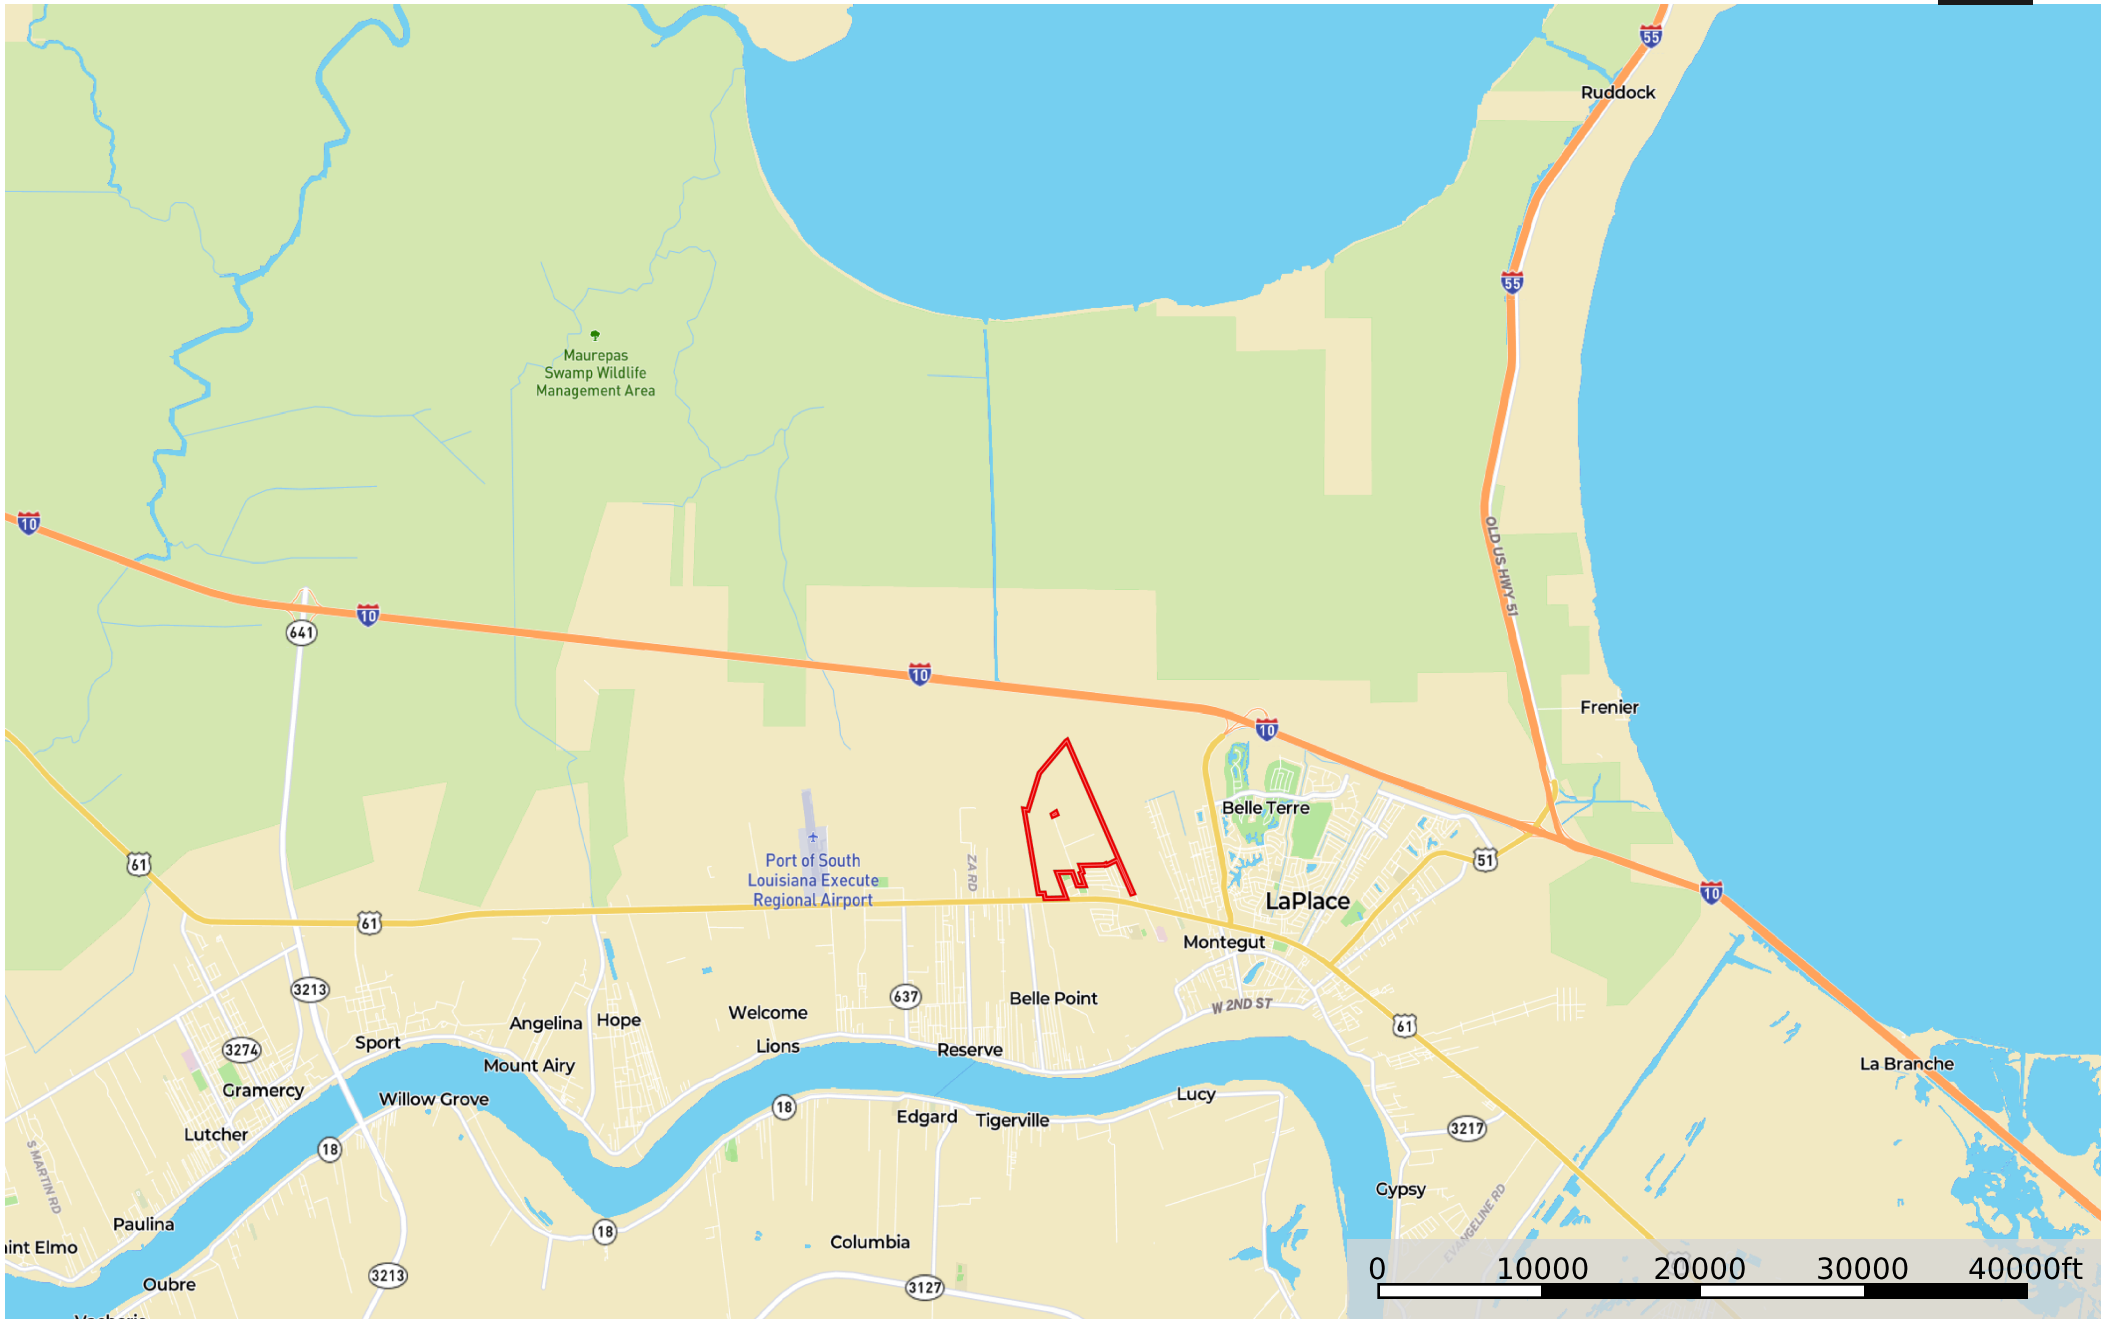 55
Ruddock
55
Maurepas
Swamp Wildlife
Management Area
10
OLD US HWY 51
10
641
10
Frenier
10
Belle Terre
61
Port of South
Louisiana Execute
Regional Airport
ZA RD
51
10
LaPlace
61
Montegut
3213
637
Belle Point
W 2ND ST
Welcome
Angelina
Hope
61
Sport
Lions
Reserve
3274
Mount Airy
La Branche
Gramercy
Willow Grove
18
Edgard
Tigerville
Lucy
Lutcher
18
3217
S MARTIN RD
Gypsy
Paulina
18
Columbia
EVANGELINE RD
aint Elmo
Oubre
3213
3127
0 10000 20000 30000 40000ft